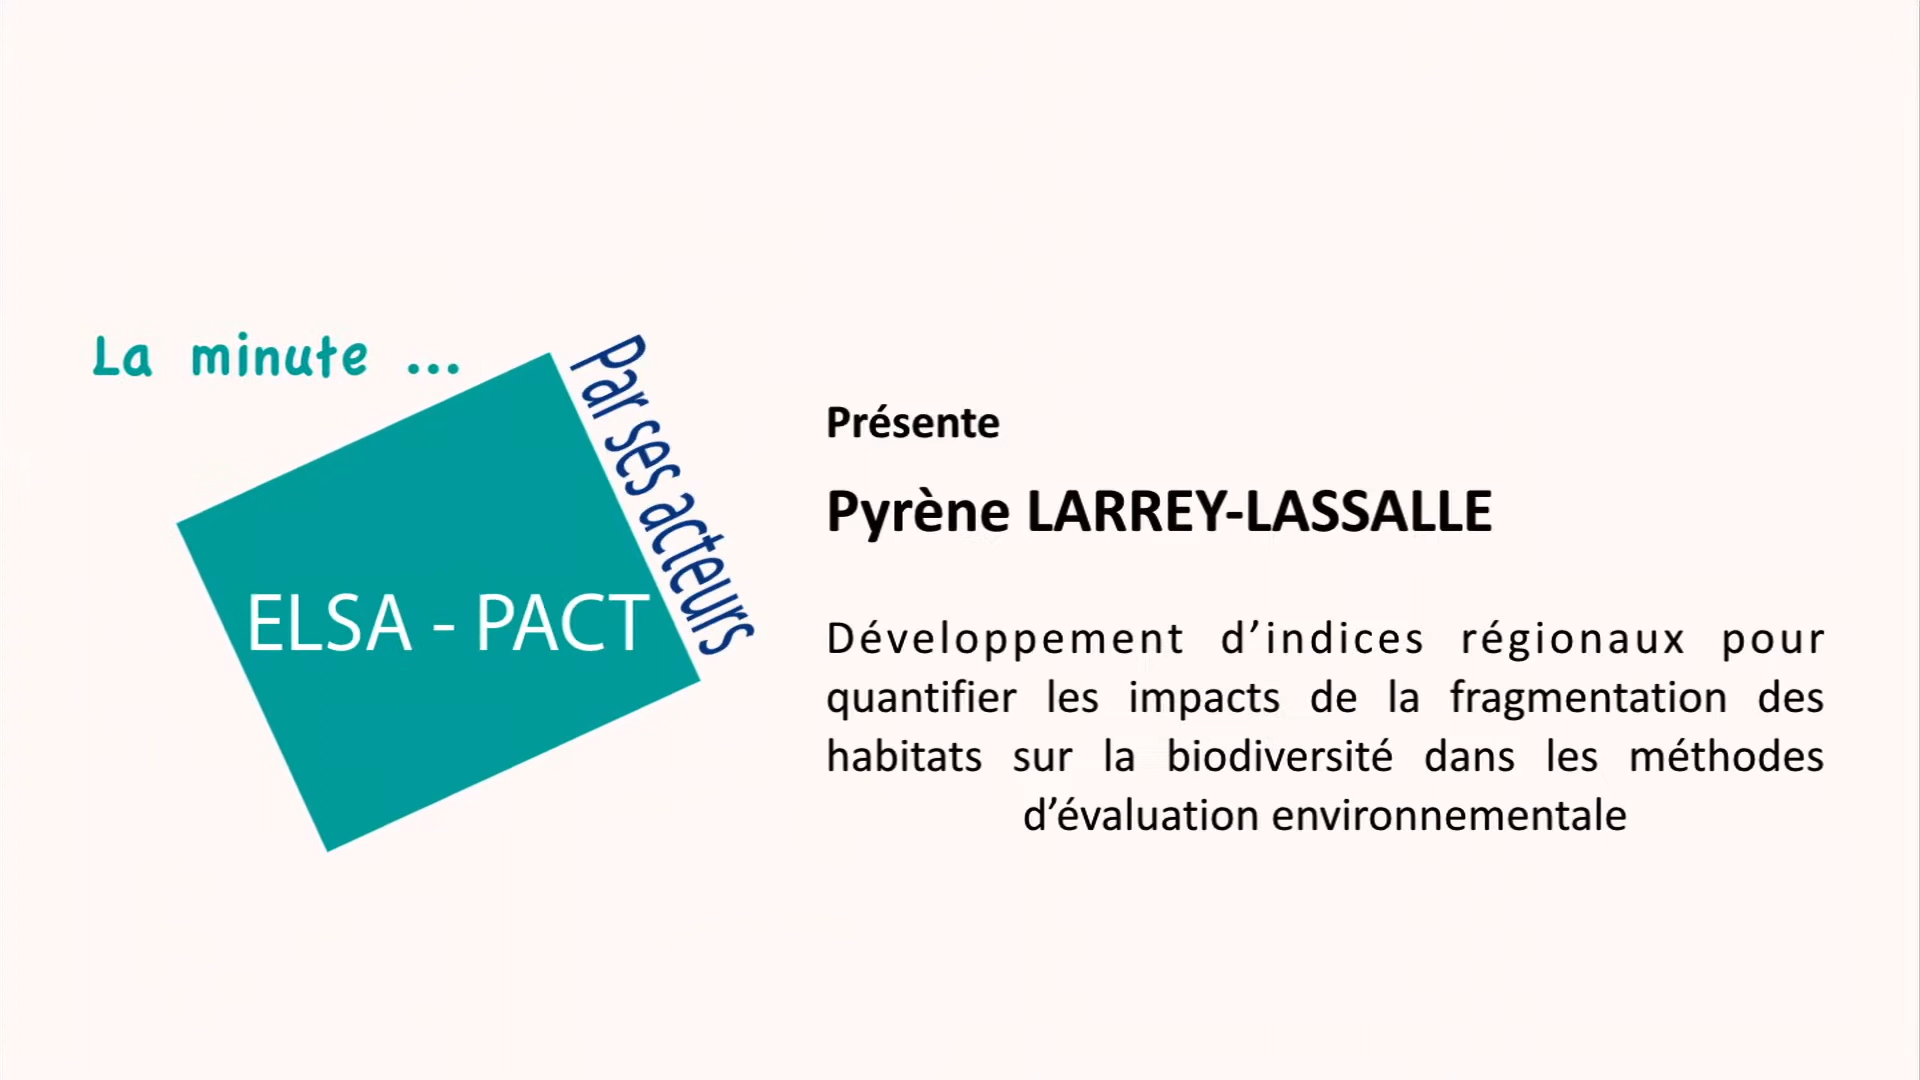 La minute ...
Par ses acteurs
ELSA - PACT
Présente
Pyrène LARREY-LASSALLE
Développement d’indices régionaux pour
quantifier les impacts de la fragmentation des
habitats sur la biodiversité dans les méthodes
d’évaluation environnementale